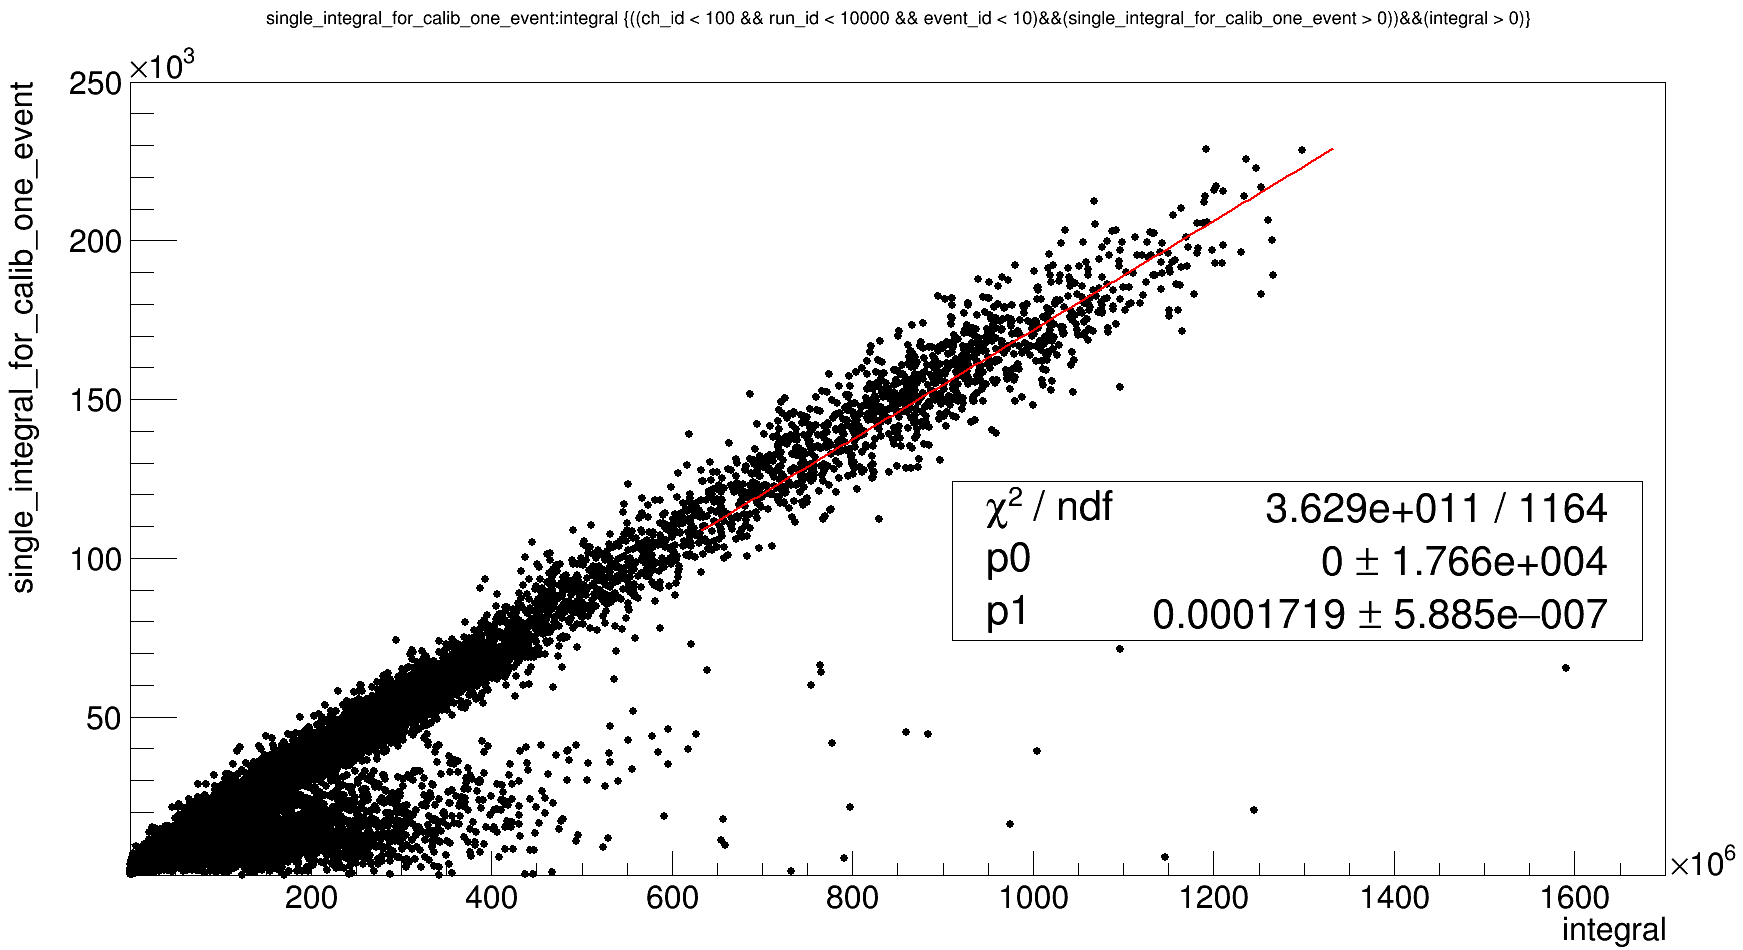 single_integral_for_calib_one_event:integral {((ch_id < 100 && run_id < 10000 && event_id < 10)&&(single_integral_for_calib_one_event > 0))&&(integral > 0)}
×10³
single_integral_for_calib_one_event
250
200
150
100
50
χ² / ndf 3.629e+011 / 1164
p0 0 ± 1.766e+004
p1 0.0001719 ± 5.885e−007
200 400 600 800 1000 1200 1400 1600
×10⁶
integral